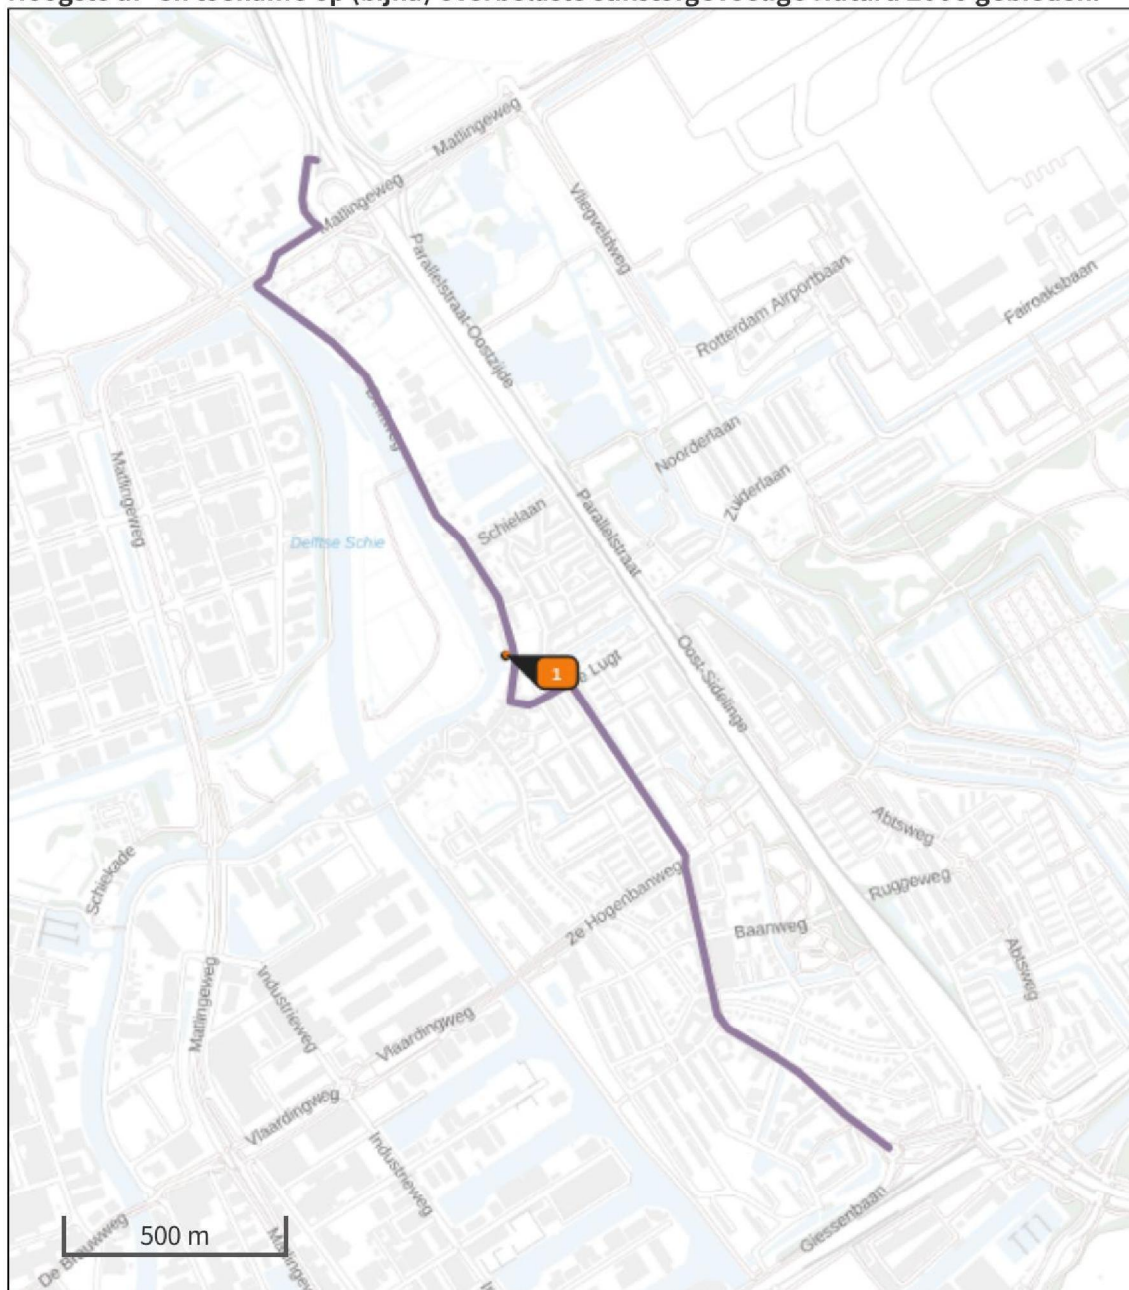 Matlingeweg
Matlingeweg
Vliegveldweg
Parallelstraat-Oostzijde
Rotterdam Airportbaan
Fairoaksbaan
Noorderlaan
Zuiderlaan
Matlingeweg
Schielaan
Parallelstraat
Delftse Schie
1
e Lugt
Oost-Sidelinge
Abtsweg
Ruggeweg
Schiekade
2e Hogenbanweg
Baanweg
Abtsweg
Matlingeweg
Industrieweg
Vlaardingweg
Vlaardingweg
Industrieweg
Giessenbaan
500 m
De Brauwweg